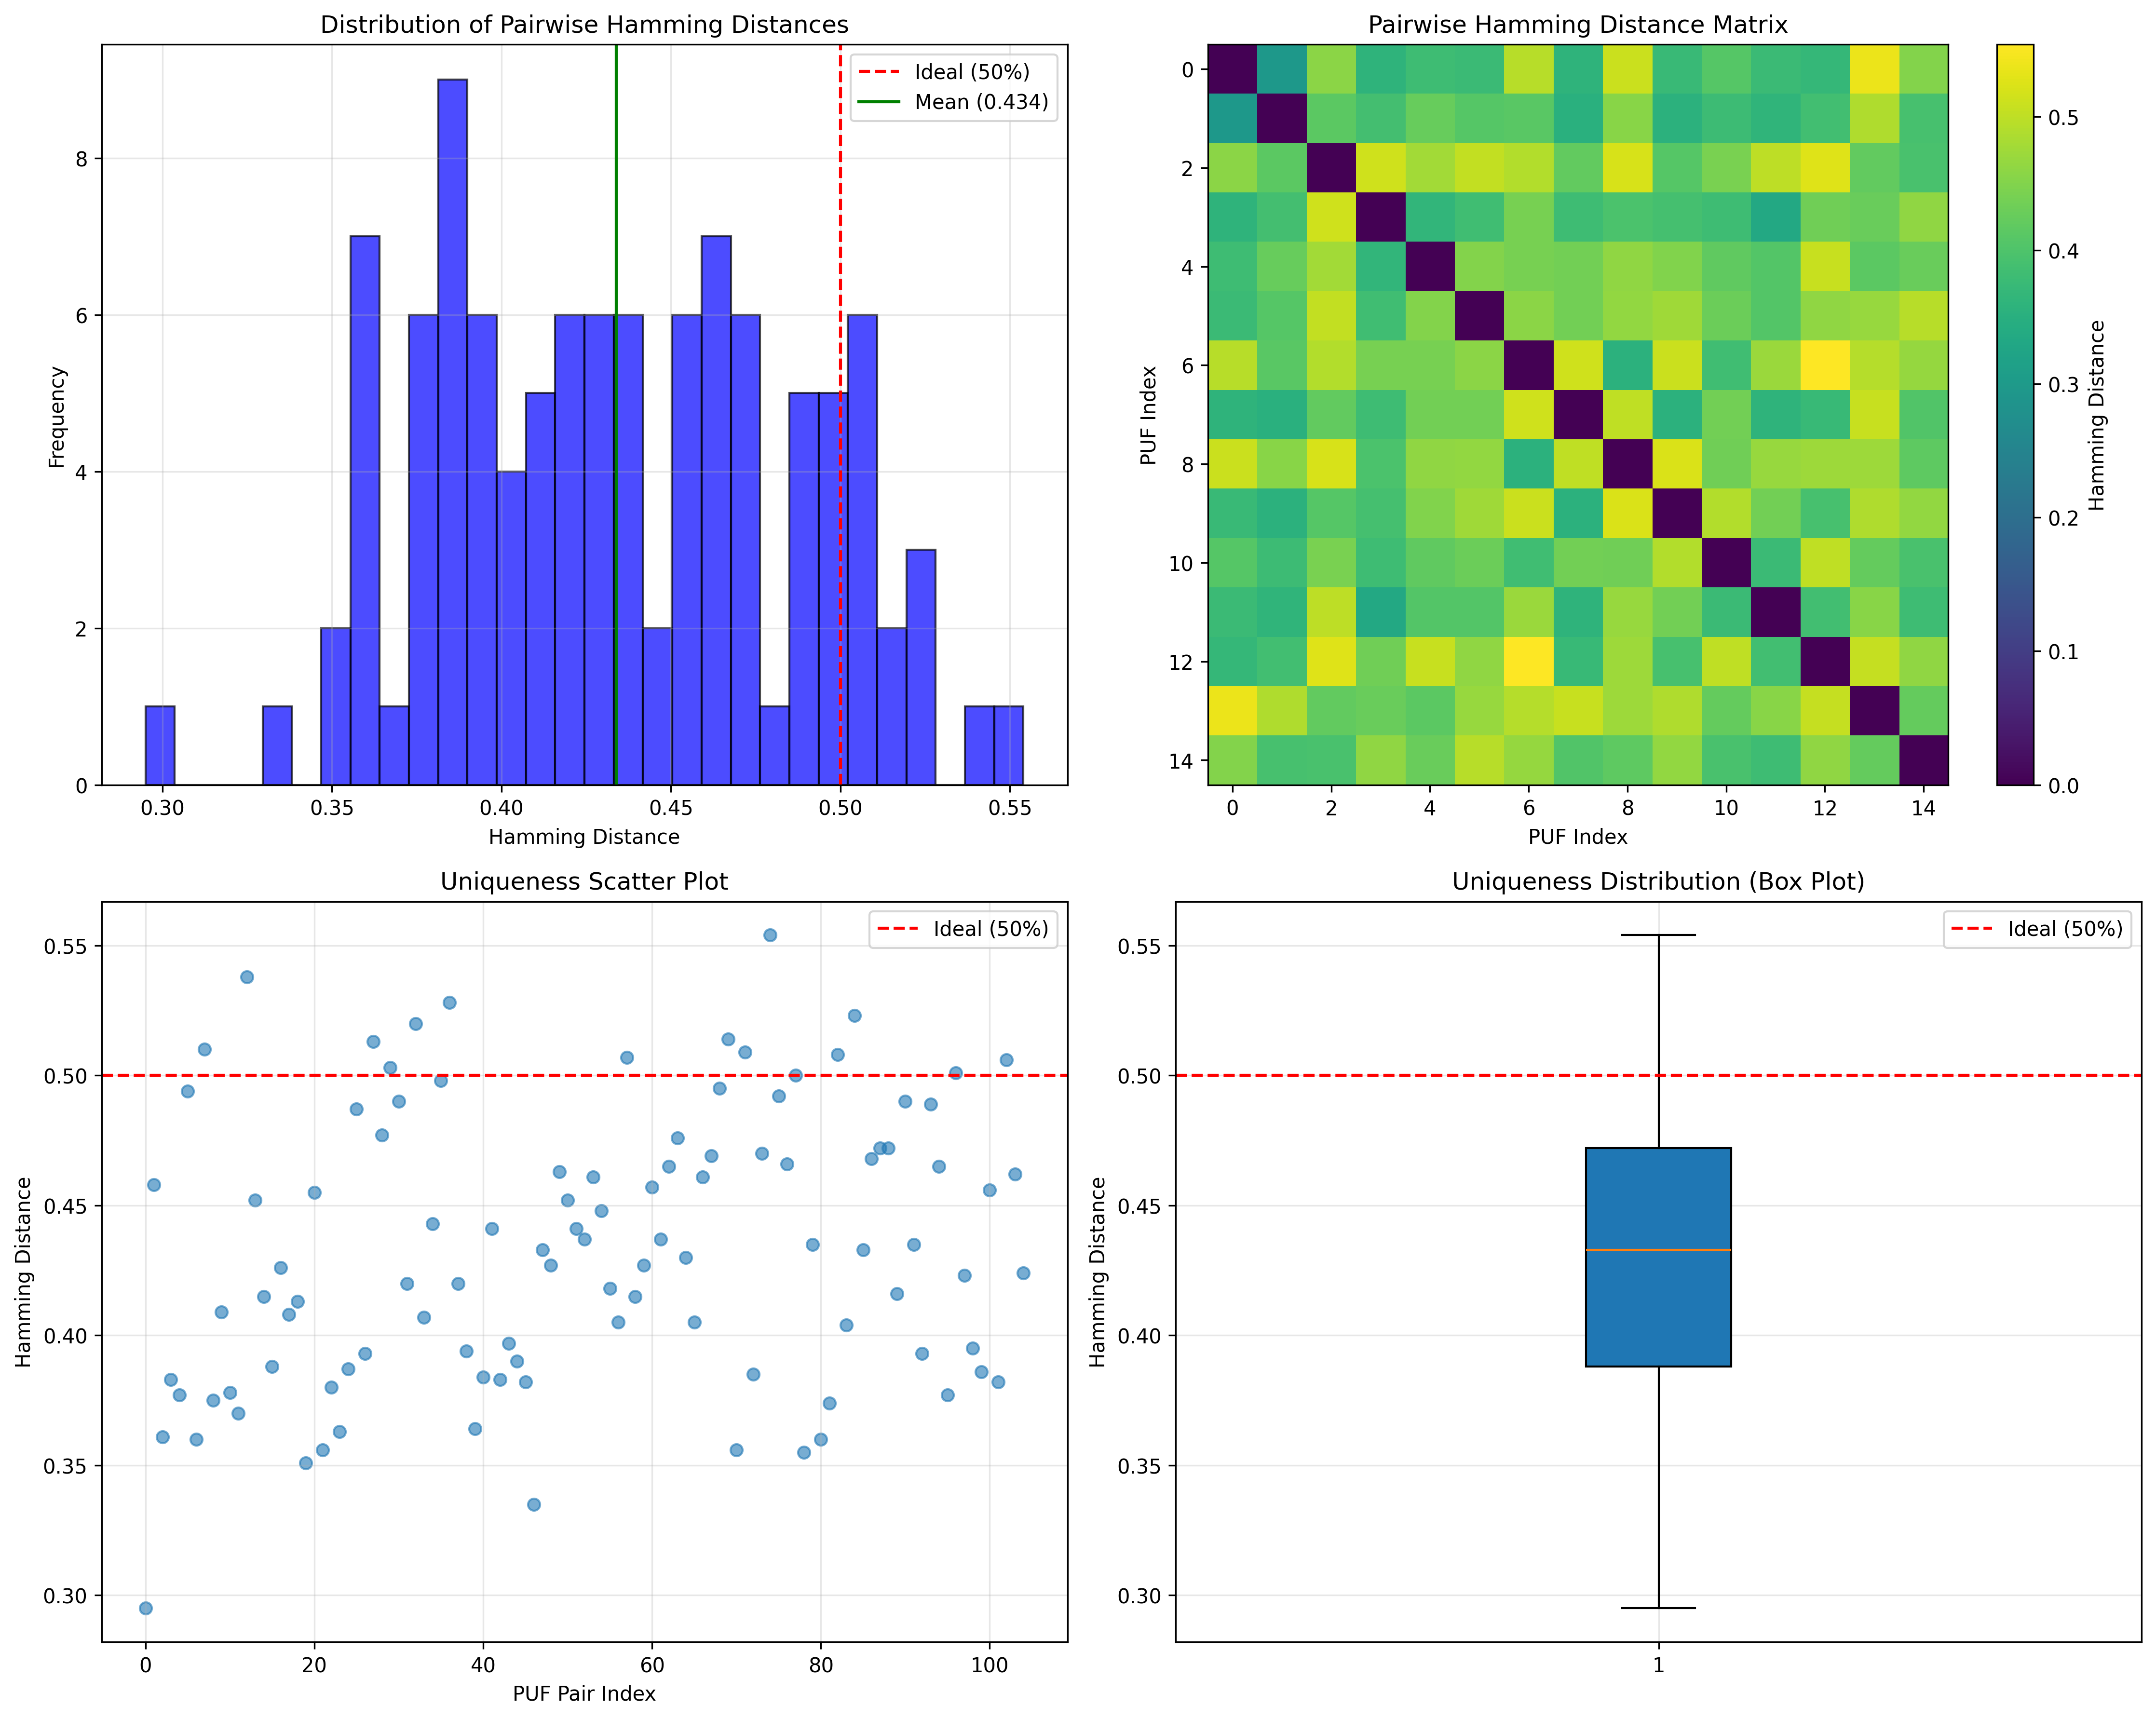 Distribution of Pairwise Hamming Distances
Ideal (50%)
Mean (0.434)
8
6
4
2
0
Frequency
0.30 0.35 0.40 0.45 0.50 0.55
Hamming Distance
Pairwise Hamming Distance Matrix
0
2
4
6
8
10
12
14
PUF Index
0 2 4 6 8 10 12 14
PUF Index
0.5
0.4
0.3
0.2
0.1
0.0
Hamming Distance
Uniqueness Scatter Plot
Ideal (50%)
0.55
0.50
0.45
0.40
0.35
0.30
Hamming Distance
0 20 40 60 80 100
PUF Pair Index
Uniqueness Distribution (Box Plot)
Ideal (50%)
0.55
0.50
0.45
0.40
0.35
0.30
Hamming Distance
1